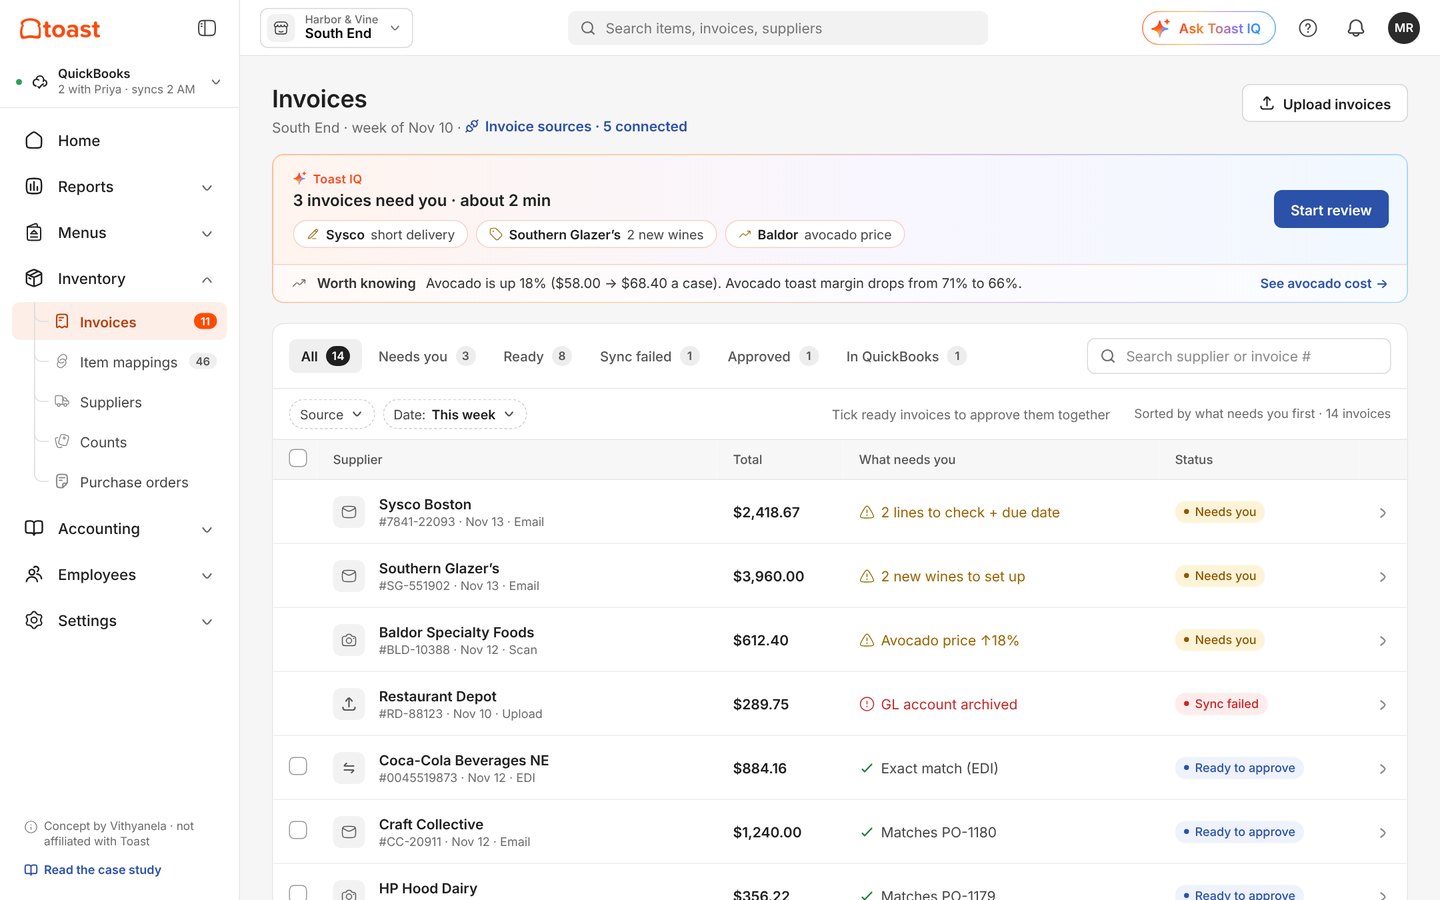 toast
QuickBooks
2 with Priya · syncs 2 AM
Home
Reports
Menus
Inventory
Invoices 11
Item mappings 46
Suppliers
Counts
Purchase orders
Accounting
Employees
Settings
Concept by Vithyanela · not
affiliated with Toast
Read the case study
Harbor & Vine
South End
Search items, invoices, suppliers
Ask Toast IQ
MR
Invoices
South End · week of Nov 10 · Invoice sources · 5 connected
Upload invoices
Toast IQ
3 invoices need you · about 2 min
Sysco short delivery
Southern Glazer’s 2 new wines
Baldor avocado price
Start review
Worth knowing Avocado is up 18% ($58.00 → $68.40 a case). Avocado toast margin drops from 71% to 66%.
See avocado cost →
All 14 Needs you 3 Ready 8 Sync failed 1 Approved 1 In QuickBooks 1
Search supplier or invoice #
Source Date: This week
Tick ready invoices to approve them together Sorted by what needs you first · 14 invoices
Supplier Total What needs you Status
Sysco Boston
#7841-22093 · Nov 13 · Email
$2,418.67 2 lines to check + due date Needs you
Southern Glazer’s
#SG-551902 · Nov 13 · Email
$3,960.00 2 new wines to set up Needs you
Baldor Specialty Foods
#BLD-10388 · Nov 12 · Scan
$612.40 Avocado price ↑18% Needs you
Restaurant Depot
#RD-88123 · Nov 10 · Upload
$289.75 GL account archived Sync failed
Coca-Cola Beverages NE
#0045519873 · Nov 12 · EDI
$884.16 Exact match (EDI) Ready to approve
Craft Collective
#CC-20911 · Nov 12 · Email
$1,240.00 Matches PO-1180 Ready to approve
HP Hood Dairy
$356.22 Matches PO-1179 Ready to approve